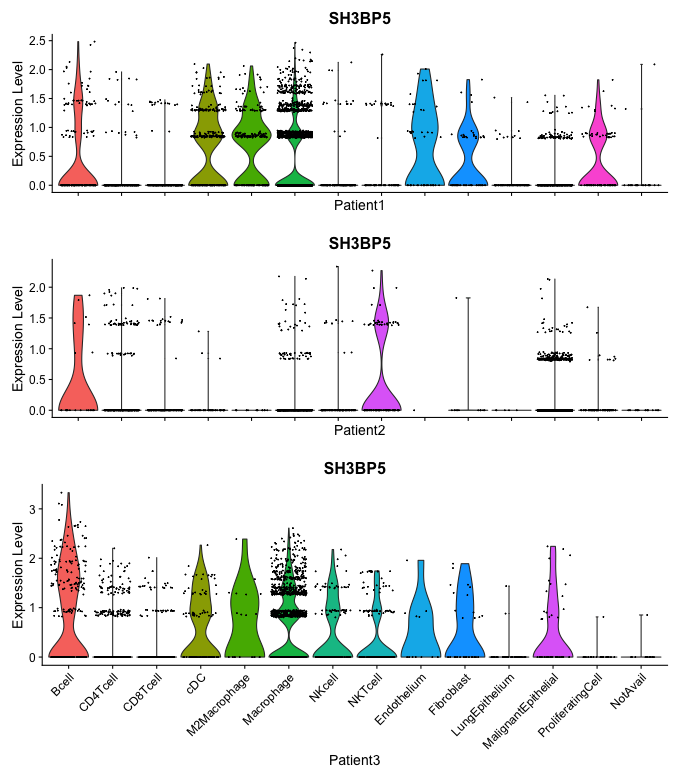 SH3BP5
Expression Level
2.5
2.0
1.5
1.0
0.5
0.0
Patient1
SH3BP5
Expression Level
2.0
1.5
1.0
0.5
0.0
Patient2
SH3BP5
Expression Level
3
2
1
0
Bcell
CD4Tcell
CD8Tcell
cDC
M2Macrophage
Macrophage
NKcell
NKTcell
Endothelium
Fibroblast
LungEpithelium
MalignantEpithelial
ProliferatingCell
NotAvail
Patient3